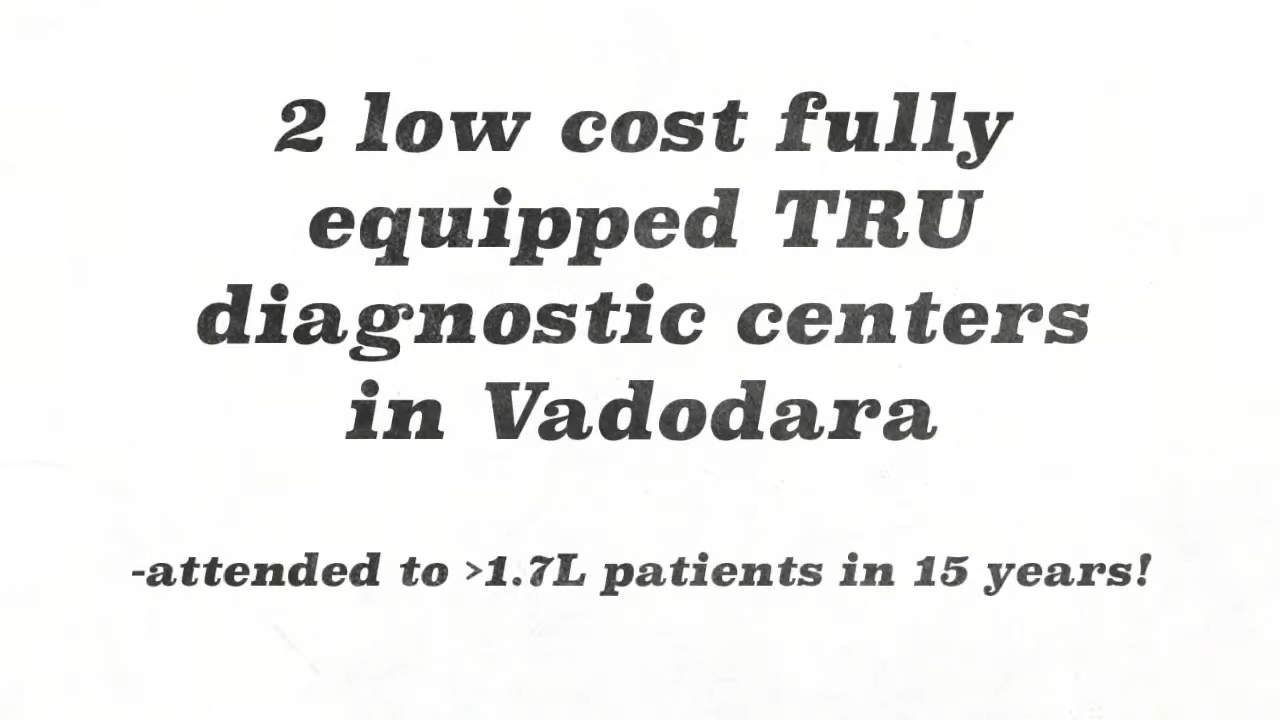 2 low cost fully
equipped TRU
diagnostic centers
in Vadodara
-attended to >1.7L patients in 15 years!